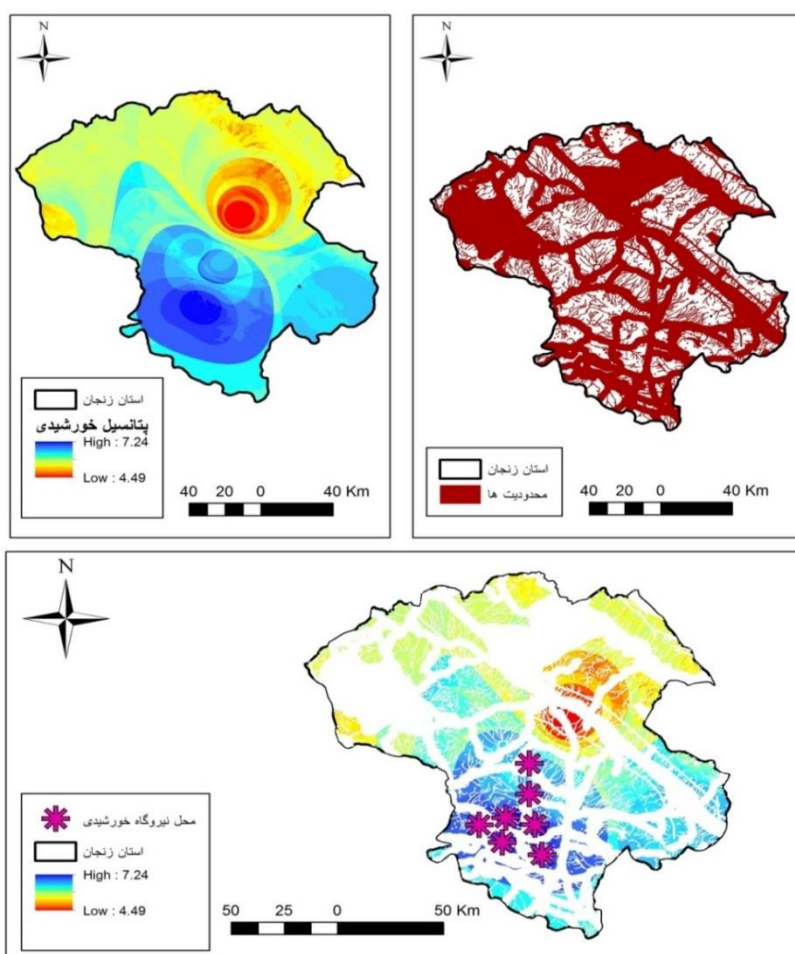 N
استان زنجان
پتانسیل خورشیدی
High : 7.24
Low : 4.49
40 20 0 40 Km
N
استان زنجان
محدودیت ها
40 20 0 40 Km
N
محل نیروگاه خورشیدی
استان زنجان
High : 7.24
Low : 4.49
50 25 0 50 Km